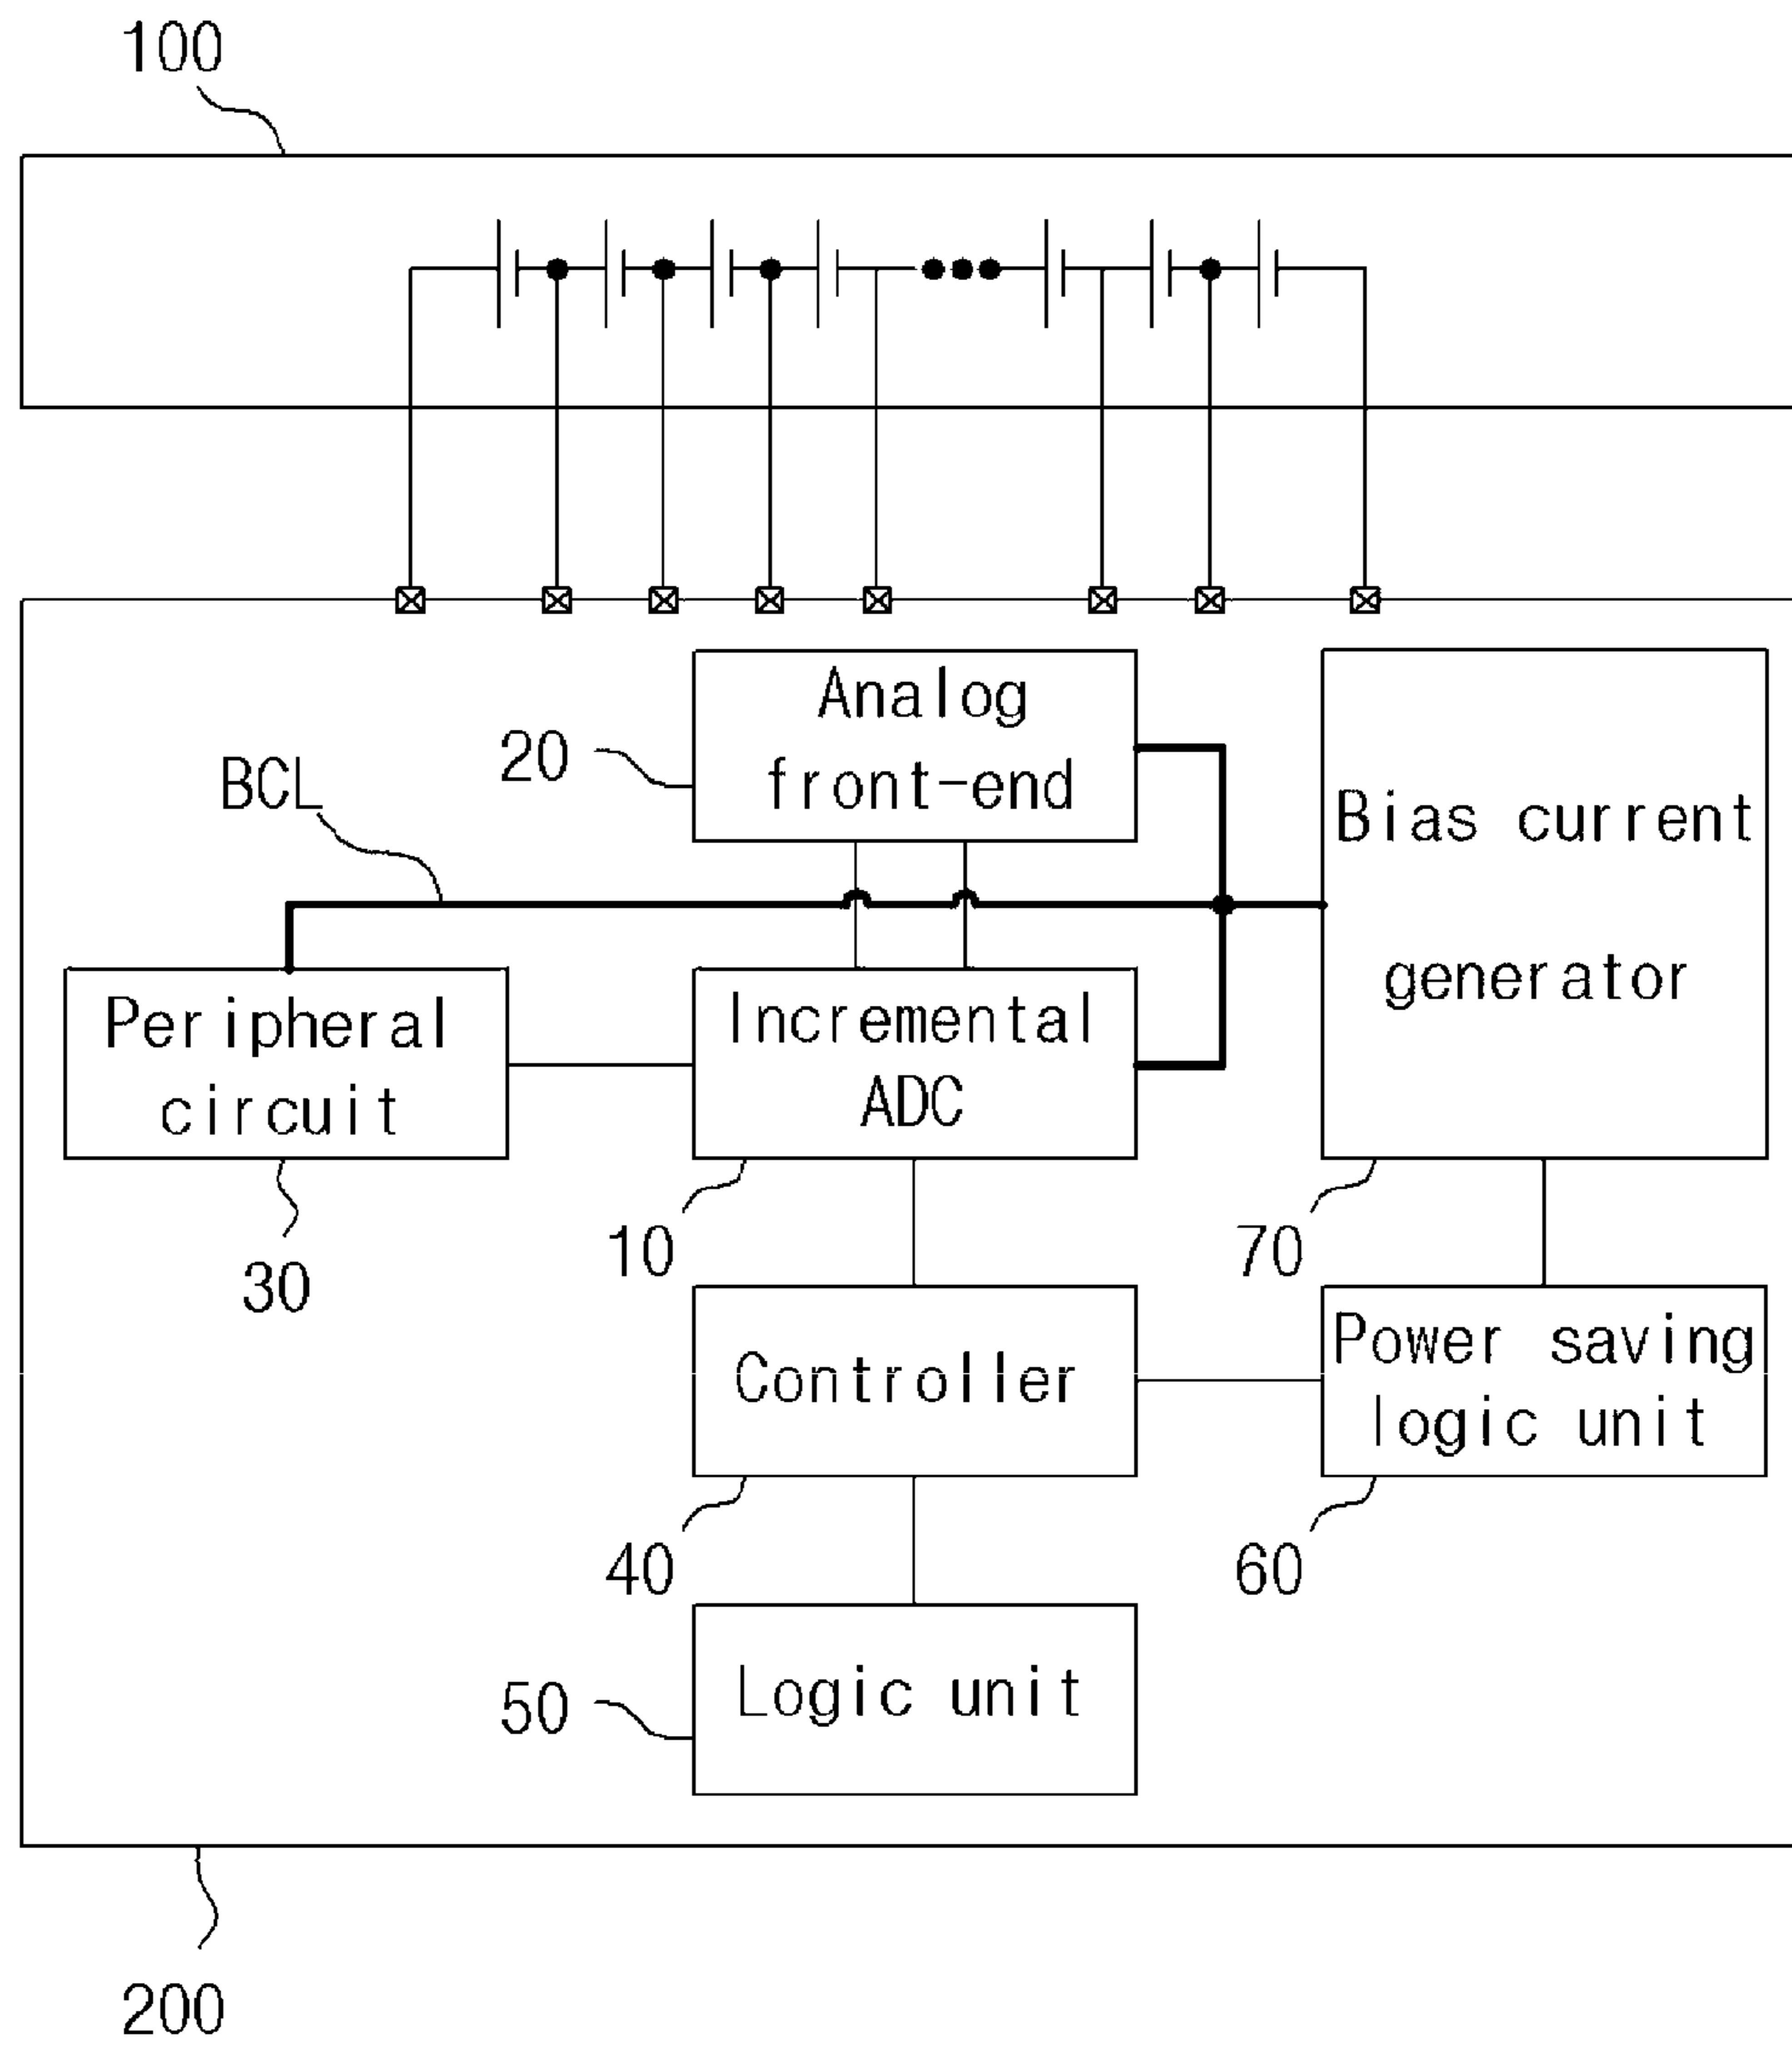 100
Analog
front-end
20
BCL
Bias current
generator
Peripheral
circuit
Incremental
ADC
30
10
70
Controller
Power saving
logic unit
40
60
Logic unit
50
200